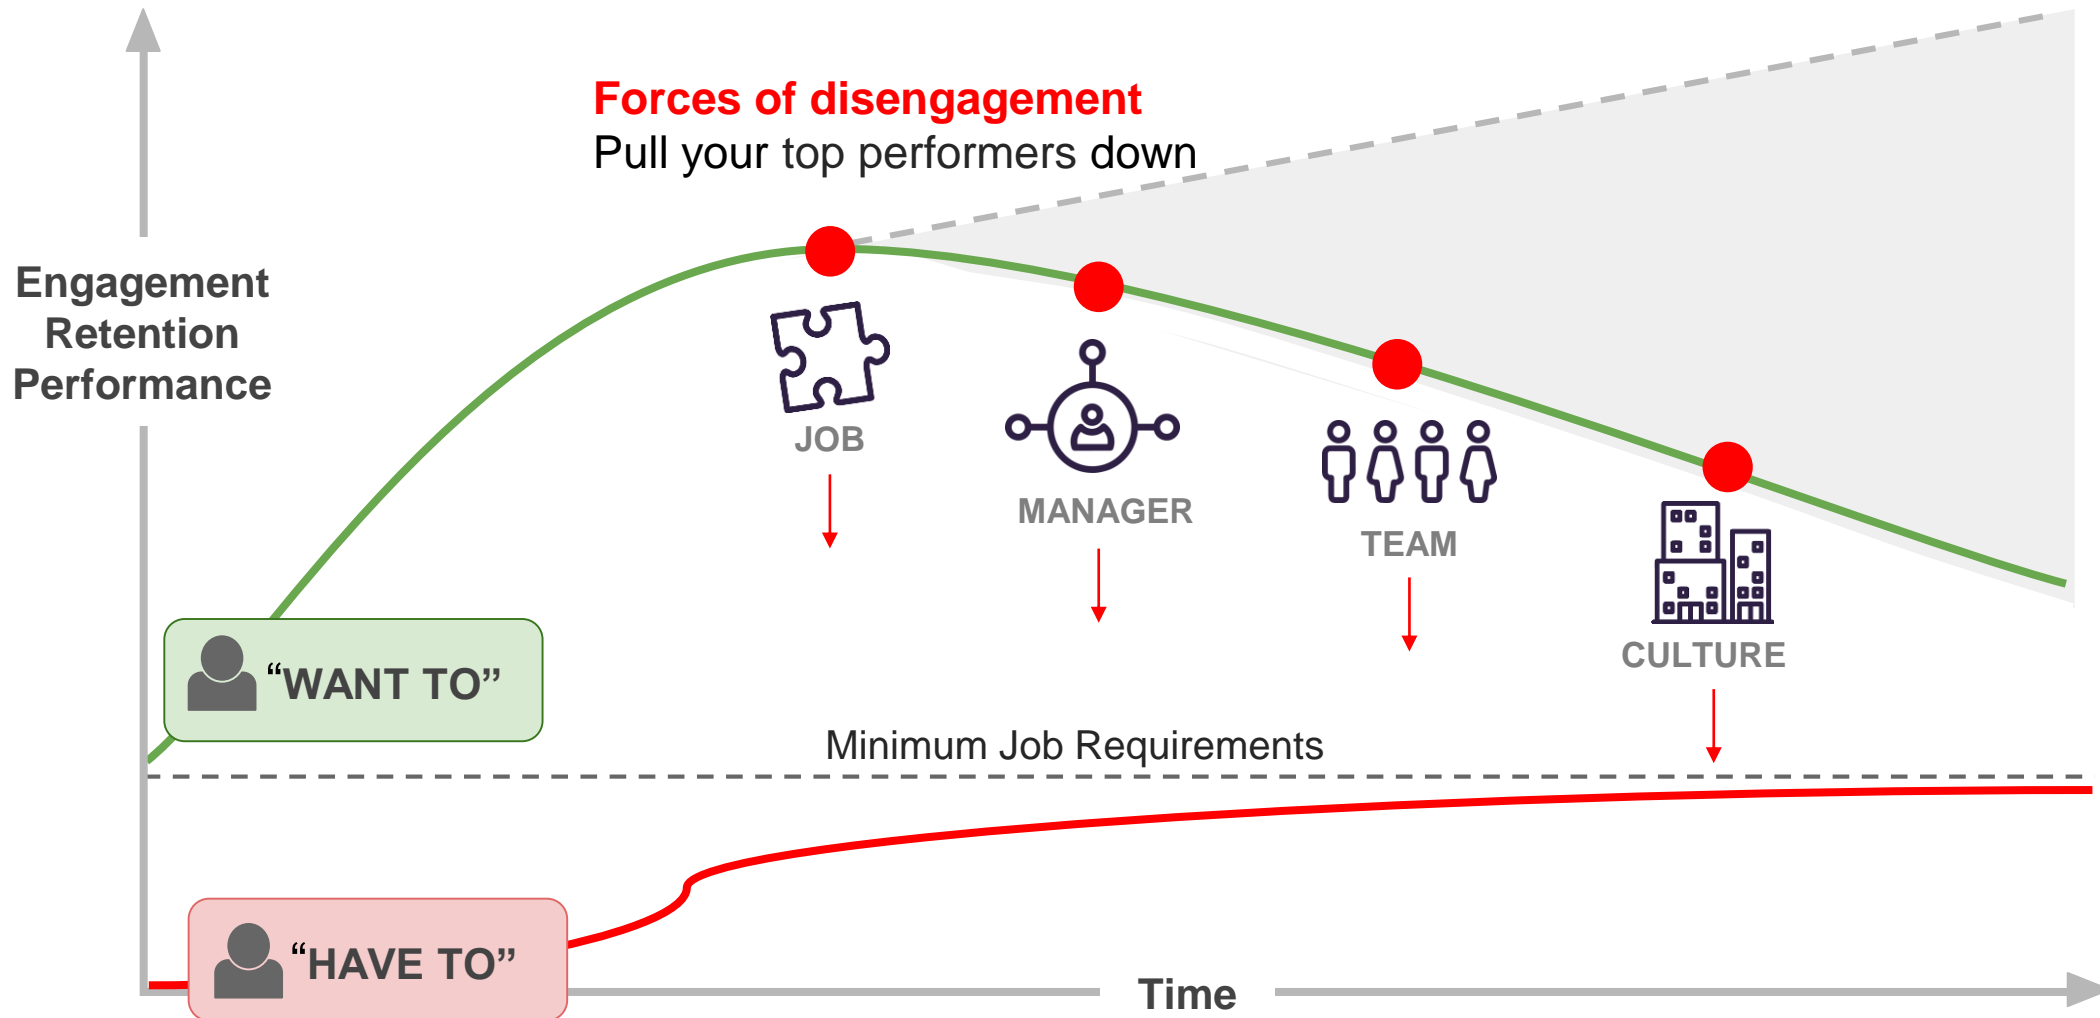 Forces of disengagement
Pull your top performers down
Engagement
Retention
Performance
JOB
MANAGER
TEAM
CULTURE
“WANT TO”
Minimum Job Requirements
“HAVE TO”
Time